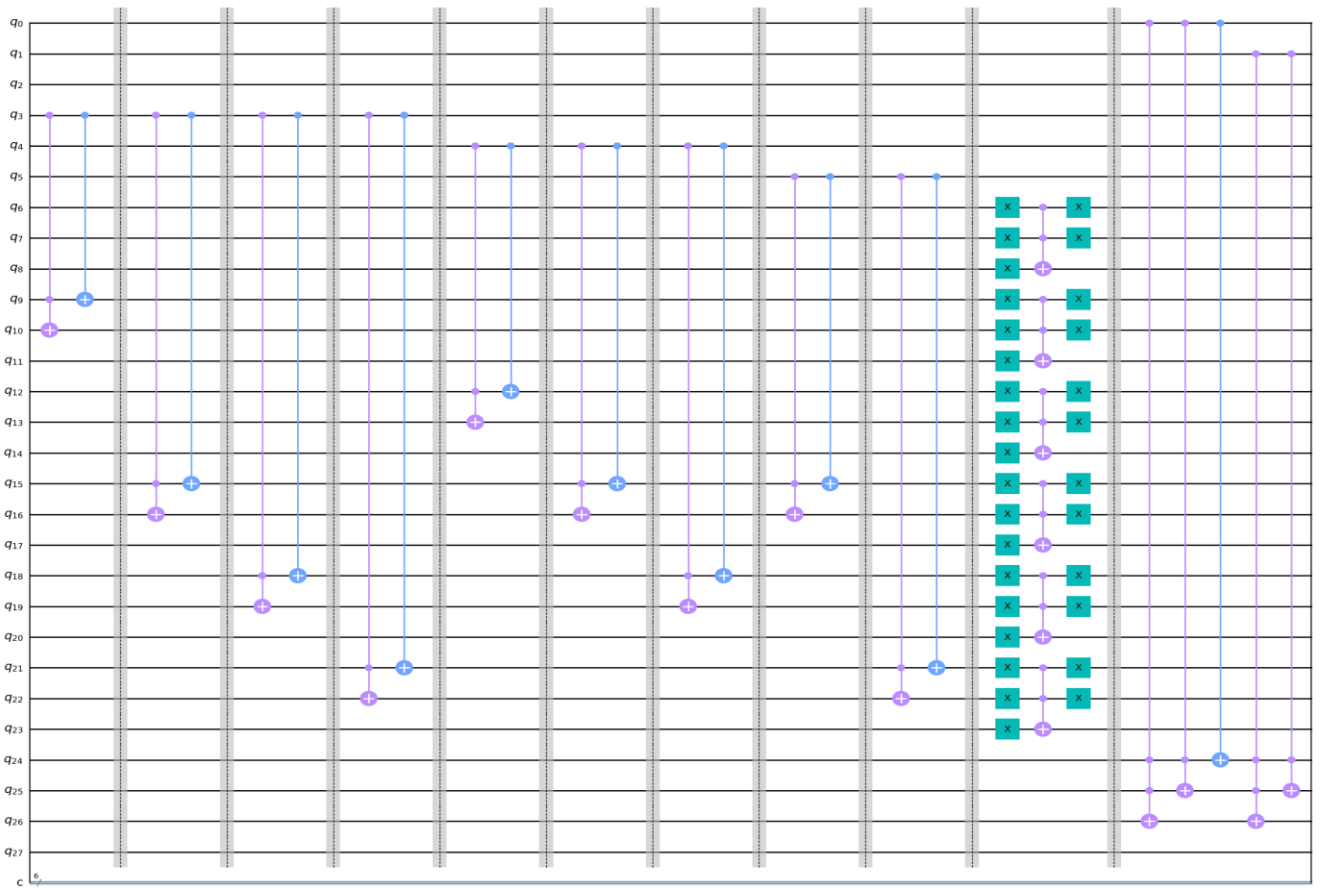 q0
q1
q2
q3
q4
q5
q6 X X
q7 X X
q8 X
q9 X X
q10 X X
q11 X
q12 X X
q13 X X
q14 X
q15 X X
q16 X X
q17 X
q18 X X
q19 X X
q20 X
q21 X X
q22 X X
q23 X
q24
q25
q26
q27
6
c